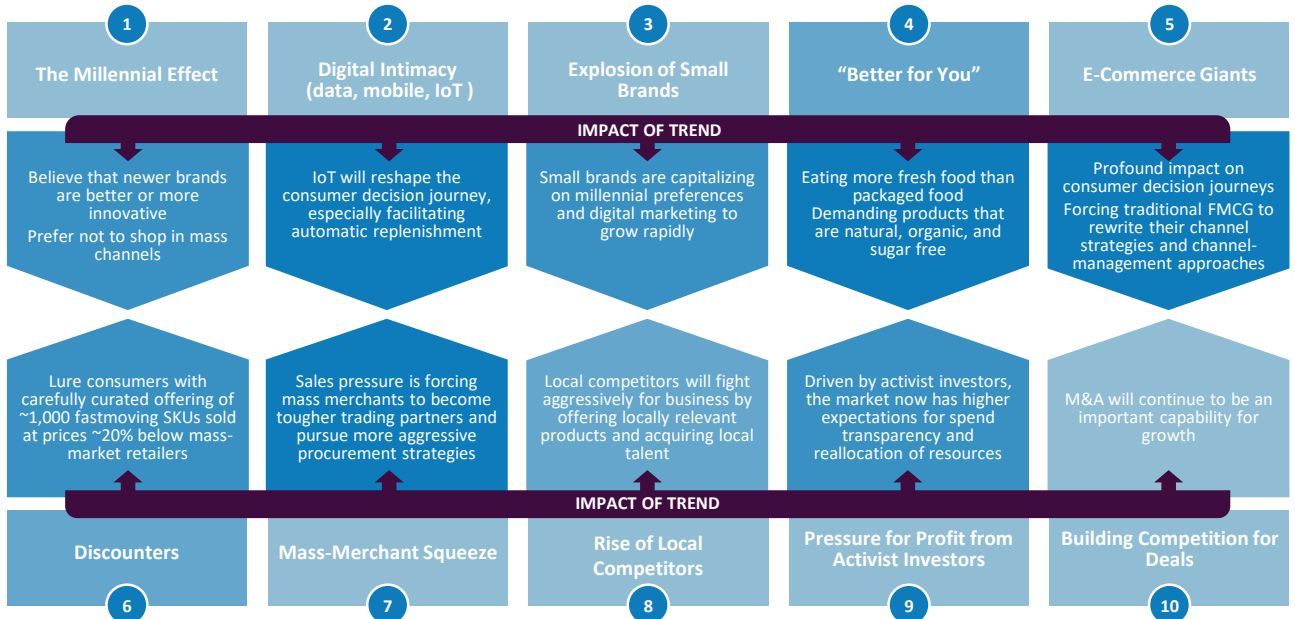 1
The Millennial Effect
2
Digital Intimacy
(data, mobile, IoT )
3
Explosion of Small
Brands
4
“Better for You”
5
E-Commerce Giants
IMPACT OF TREND
Believe that newer brands
are better or more
innovative
Prefer not to shop in mass
channels
IoT will reshape the
consumer decision journey,
especially facilitating
automatic replenishment
Small brands are capitalizing
on millennial preferences
and digital marketing to
grow rapidly
Eating more fresh food than
packaged food
Demanding products that
are natural, organic, and
sugar free
Profound impact on
consumer decision journeys
Forcing traditional FMCG to
rewrite their channel
strategies and channel-
management approaches
Lure consumers with
carefully curated offering of
~1,000 fastmoving SKUs sold
at prices ~20% below mass-
market retailers
Sales pressure is forcing
mass merchants to become
tougher trading partners and
pursue more aggressive
procurement strategies
Local competitors will fight
aggressively for business by
offering locally relevant
products and acquiring local
talent
Driven by activist investors,
the market now has higher
expectations for spend
transparency and
reallocation of resources
M&A will continue to be an
important capability for
growth
IMPACT OF TREND
Discounters
6
Mass-Merchant Squeeze
7
Rise of Local
Competitors
8
Pressure for Profit from
Activist Investors
9
Building Competition for
Deals
10